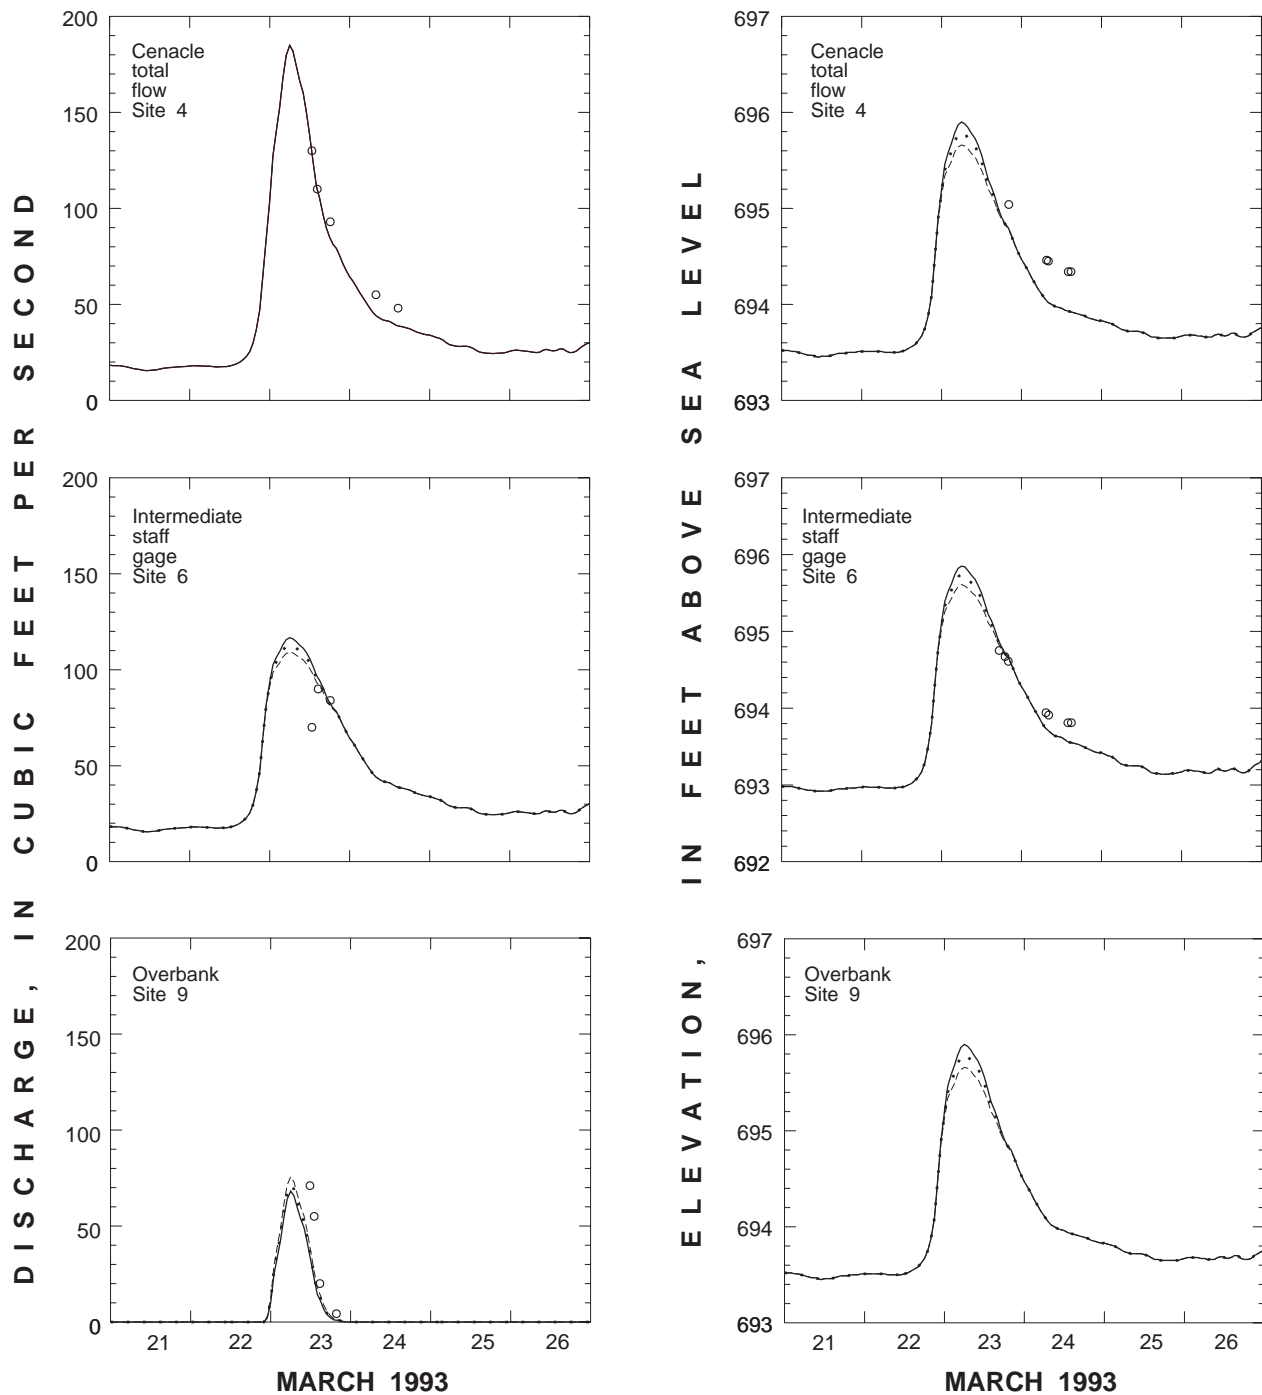 DISCHARGE, IN CUBIC FEET PER SECOND
200
150
100
50
0
Cenacle
total
flow
Site 4
200
150
100
50
0
Intermediate
staff
gage
Site 6
200
150
100
50
0
Overbank
Site 9
21 22 23 24 25 26
MARCH 1993
ELEVATION, IN FEET ABOVE SEA LEVEL
697
696
695
694
693
Cenacle
total
flow
Site 4
697
696
695
694
693
692
Intermediate
staff
gage
Site 6
697
696
695
694
693
Overbank
Site 9
21 22 23 24 25 26
MARCH 1993